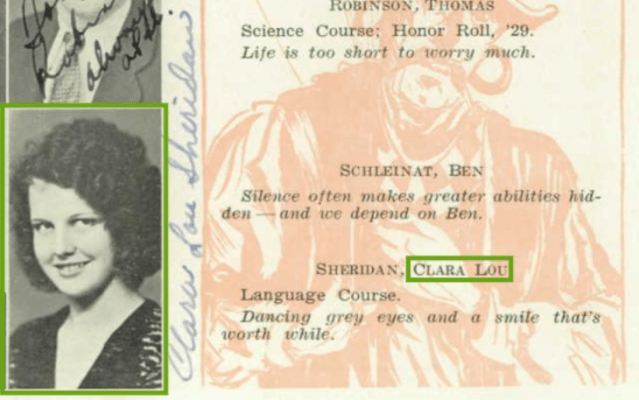 ROBINSON, THOMAS
Science Course; Honor Roll, '29.
Life is too short to worry much.
SCHLEINAT, BEN
Silence often makes greater abilities hid-
den — and we depend on Ben.
SHERIDAN, CLARA LOU
Language Course.
Dancing grey eyes and a smile that's
worth while.
Clara Lou Sheridan